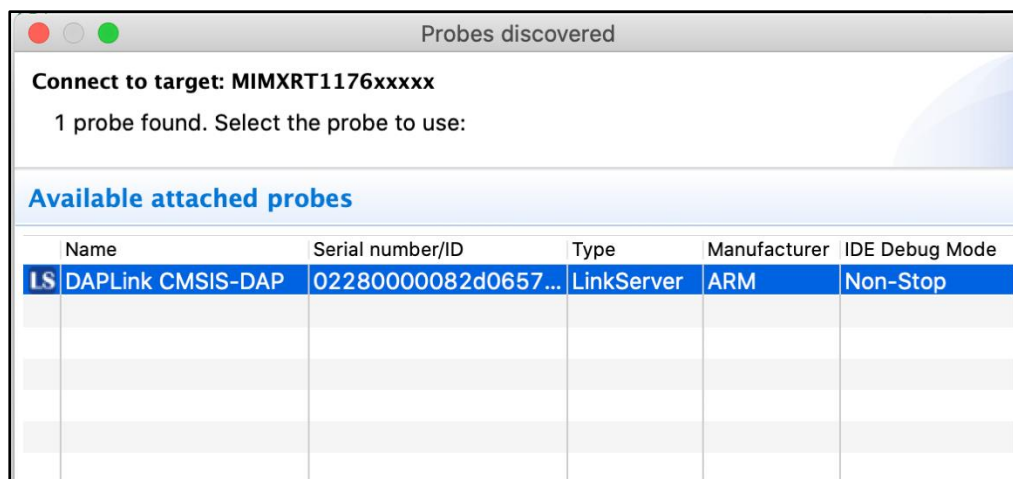 Probes discovered
Connect to target: MIMXRT1176xxxxx
1 probe found. Select the probe to use:
Available attached probes
Name Serial number/ID Type Manufacturer IDE Debug Mode
LS DAPLink CMSIS-DAP 02280000082d0657... LinkServer ARM Non-Stop